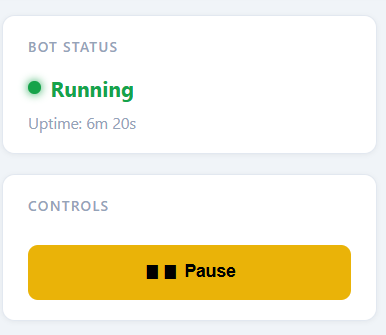 BOT STATUS
Running
Uptime: 6m 20s
CONTROLS
Pause